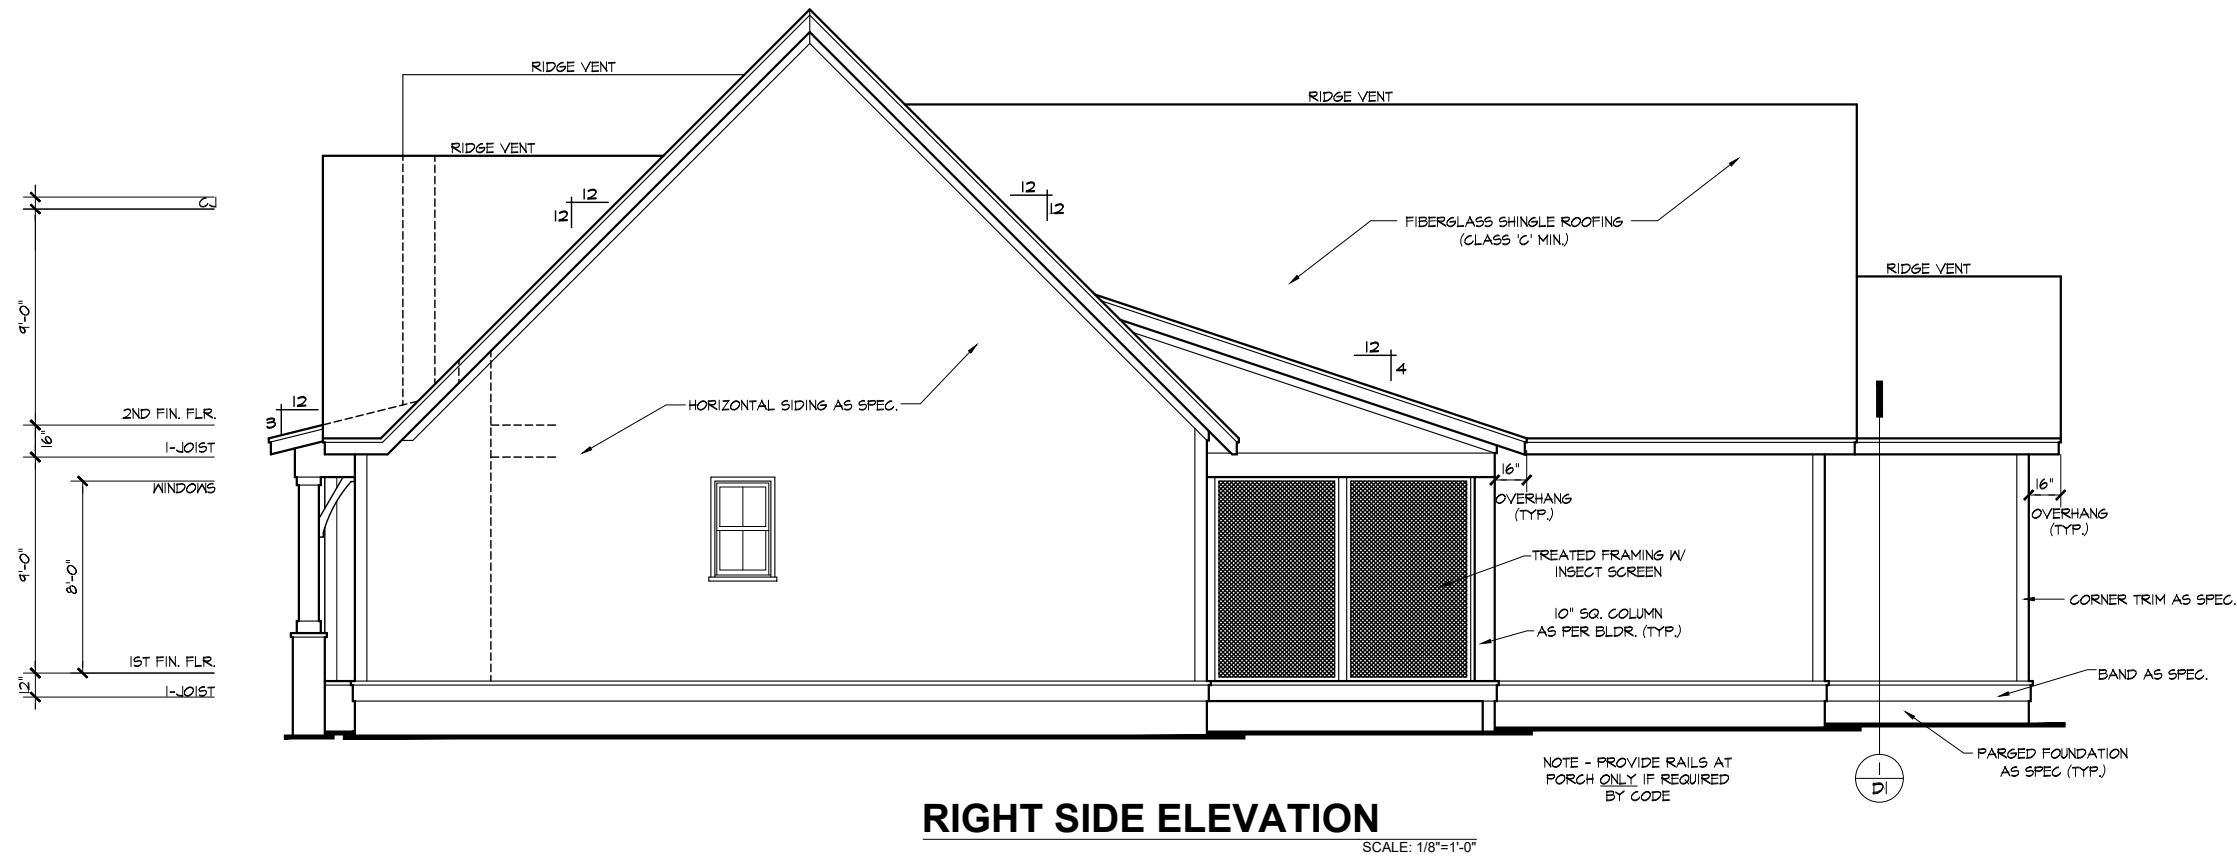 RIDGE VENT
RIDGE VENT
RIDGE VENT
RIDGE VENT
12
12
12
12
FIBERGLASS SHINGLE ROOFING
(CLASS 'C' MIN.)
CJ
9'-0"
2ND FIN. FLR.
16"
I-JOIST
WINDOWS
9'-0"
8'-0"
1ST FIN. FLR.
12"
I-JOIST
12
3
HORIZONTAL SIDING AS SPEC.
12
4
16"
OVERHANG
(TYP.)
16"
OVERHANG
(TYP.)
TREATED FRAMING W/
INSECT SCREEN
10" SQ. COLUMN
AS PER BLDR. (TYP.)
CORNER TRIM AS SPEC.
BAND AS SPEC.
PARGED FOUNDATION
AS SPEC (TYP.)
NOTE - PROVIDE RAILS AT
PORCH ONLY IF REQUIRED
BY CODE
1
D1
RIGHT SIDE ELEVATION
SCALE: 1/8"=1'-0"